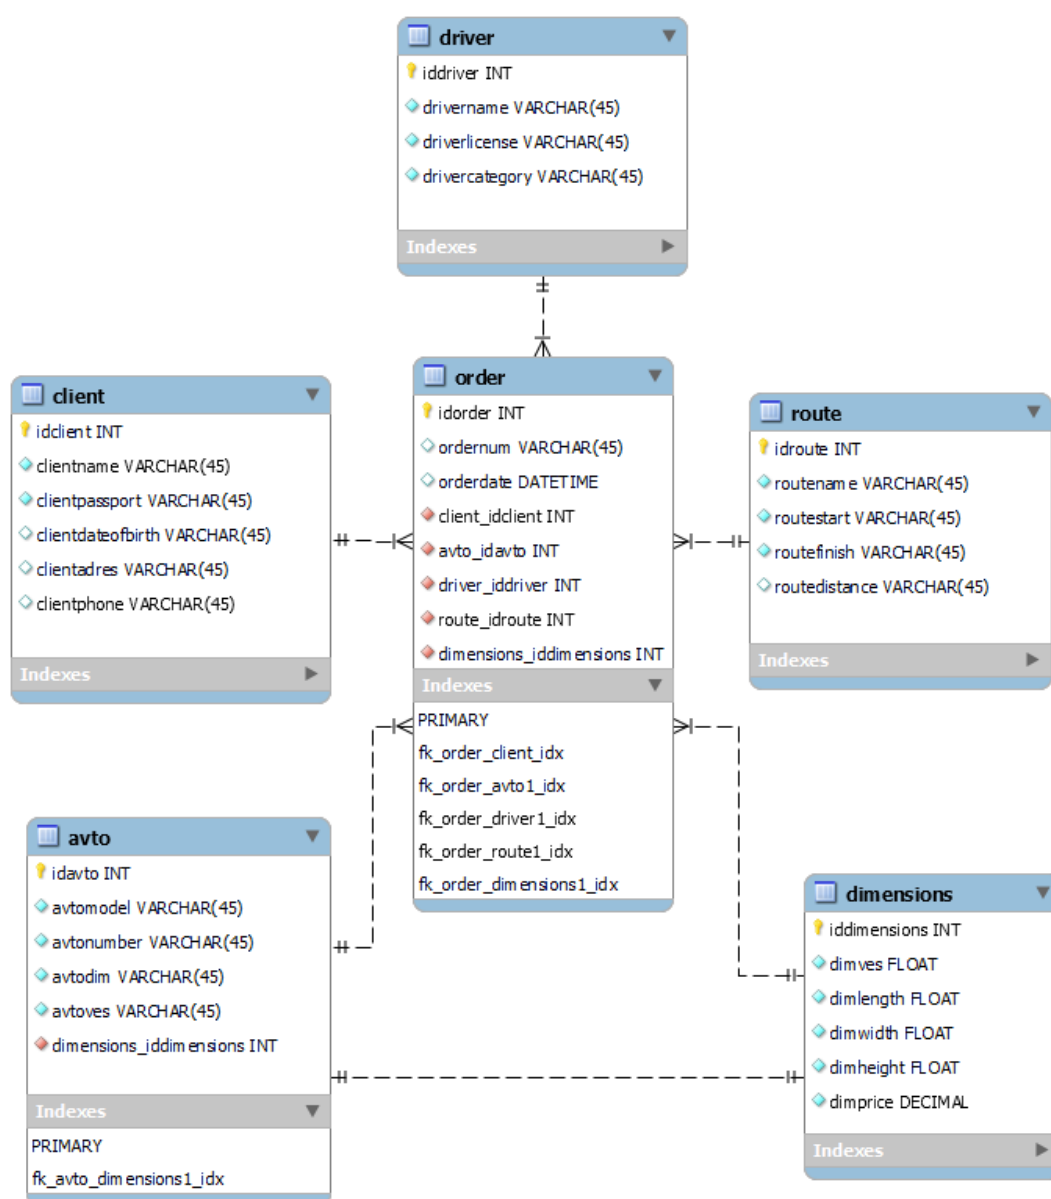 driver
iddriver INT
drivername VARCHAR(45)
driverlicense VARCHAR(45)
drivercategory VARCHAR(45)
Indexes
client
idclient INT
clientname VARCHAR(45)
clientpassport VARCHAR(45)
clientdateofbirth VARCHAR(45)
clientadres VARCHAR(45)
clientphone VARCHAR(45)
Indexes
order
idorder INT
ordernum VARCHAR(45)
orderdate DATETIME
client_idclient INT
avto_idavto INT
driver_iddriver INT
route_idroute INT
dimensions_iddimensions INT
Indexes
PRIMARY
fk_order_client_idx
fk_order_avto1_idx
fk_order_driver1_idx
fk_order_route1_idx
fk_order_dimensions1_idx
route
idroute INT
routename VARCHAR(45)
routestart VARCHAR(45)
routefinish VARCHAR(45)
routedistance VARCHAR(45)
Indexes
avto
idavto INT
avtomodel VARCHAR(45)
avtonumber VARCHAR(45)
avtodim VARCHAR(45)
avtoves VARCHAR(45)
dimensions_iddimensions INT
Indexes
PRIMARY
fk_avto_dimensions1_idx
dimensions
iddimensions INT
dimves FLOAT
dimlength FLOAT
dimwidth FLOAT
dimheight FLOAT
dimprice DECIMAL
Indexes